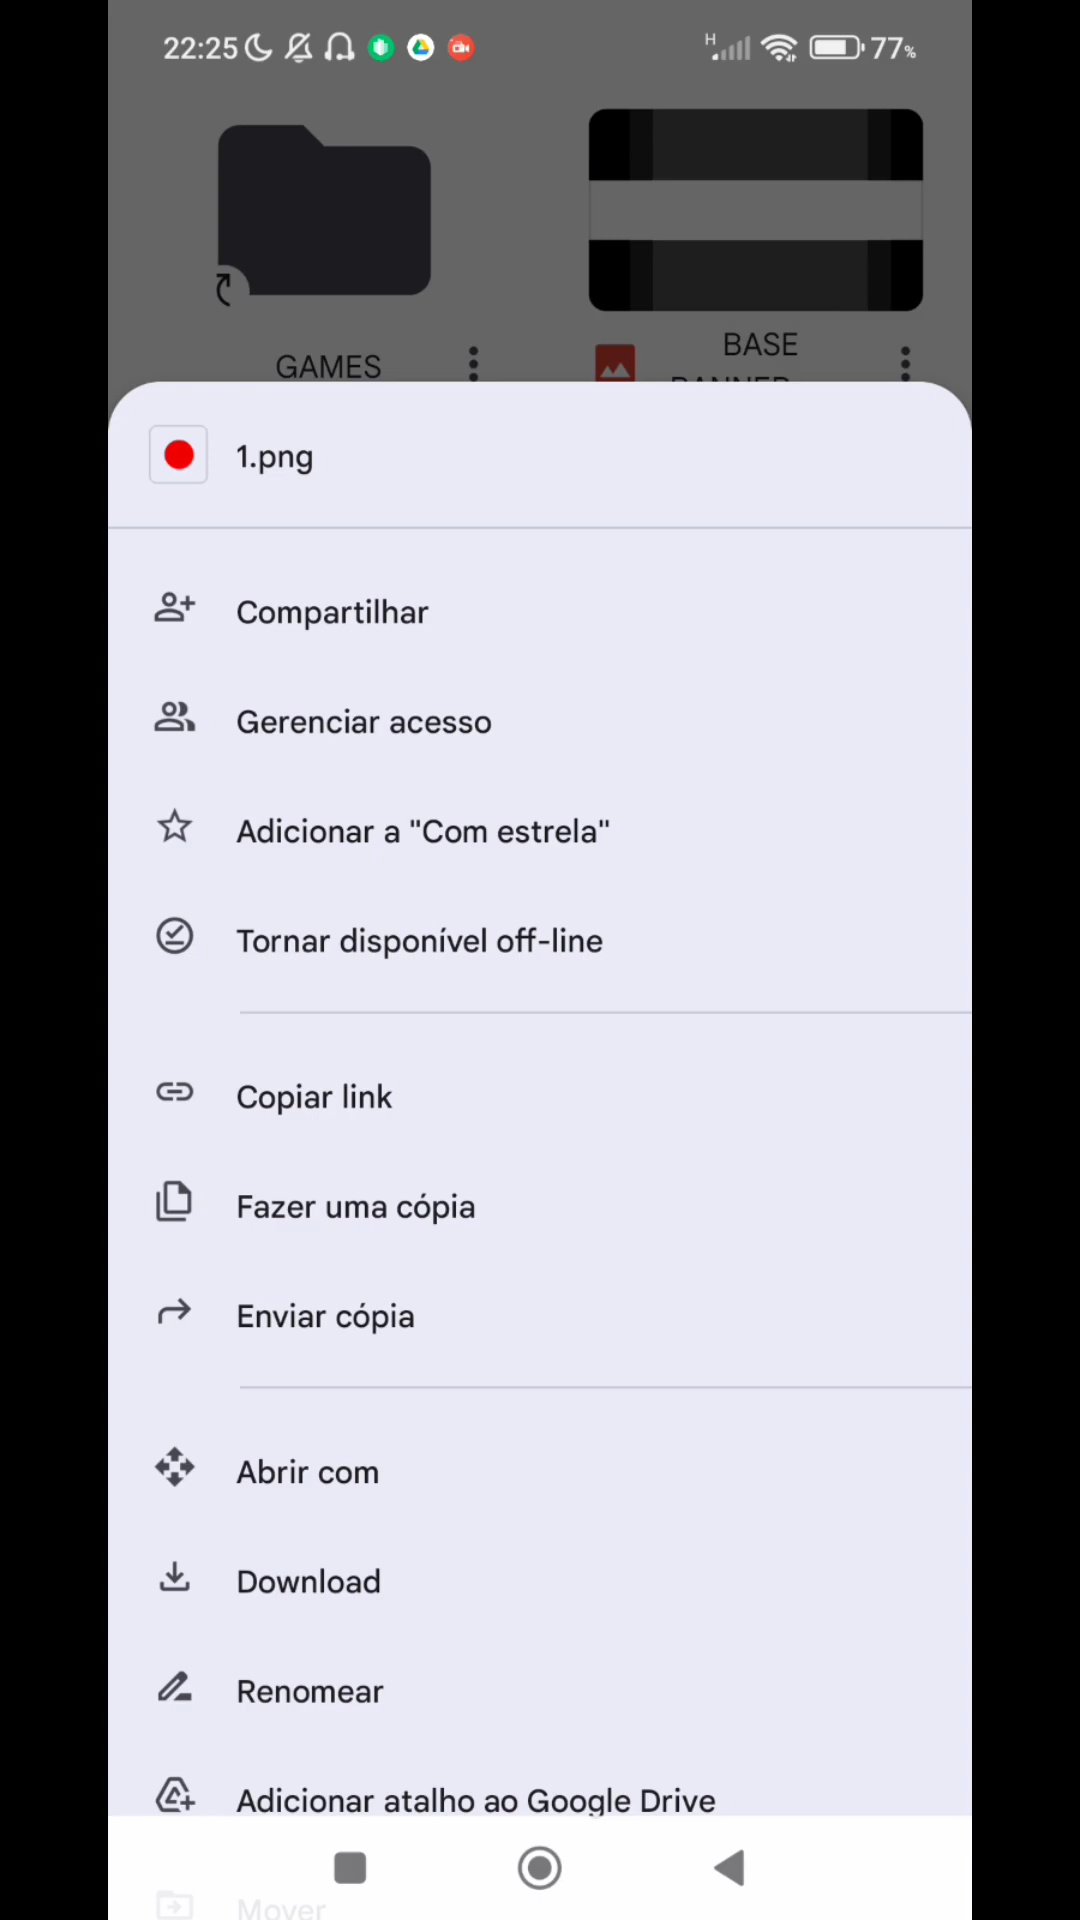 22:25
H
77%
GAMES
BASE
BANNER
1.png
Compartilhar
Gerenciar acesso
Adicionar a "Com estrela"
Tornar disponível off-line
Copiar link
Fazer uma cópia
Enviar cópia
Abrir com
Download
Renomear
Adicionar atalho ao Google Drive
Mover